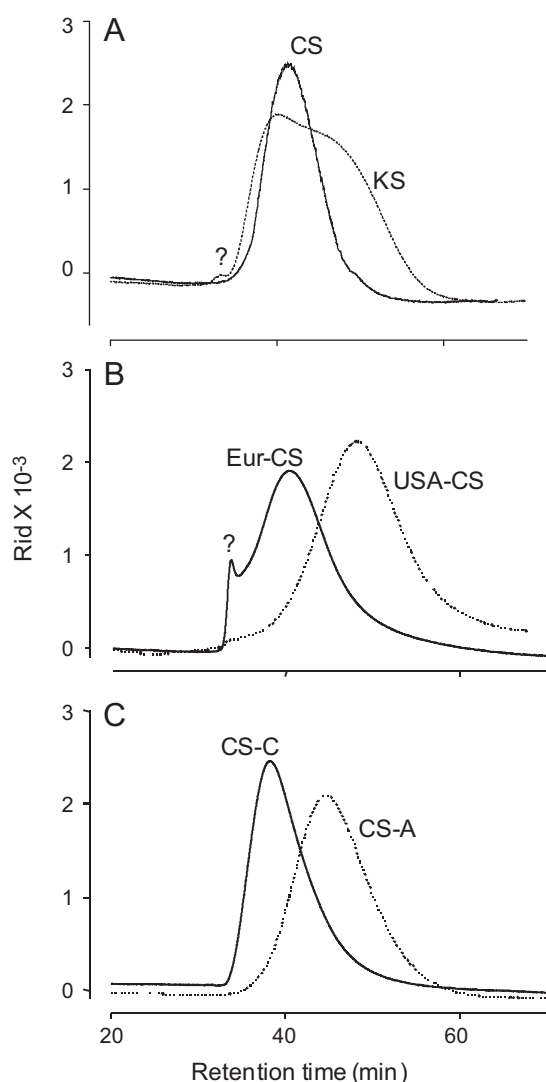 A
3
CS
2
KS
1
?
0
B
3
Eur-CS
USA-CS
2
?
1
0
Rid X 10-3
C
3
CS-C
2
CS-A
1
0
20 40 60
Retention time (min)